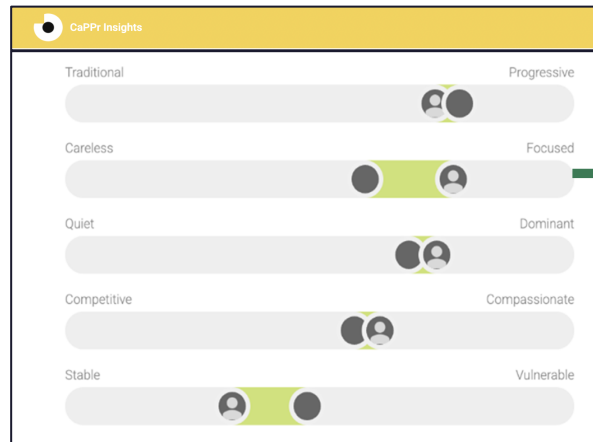 CaPPr Insights
Traditional Progressive
Careless Focused
Quiet Dominant
Competitive Compassionate
Stable Vulnerable